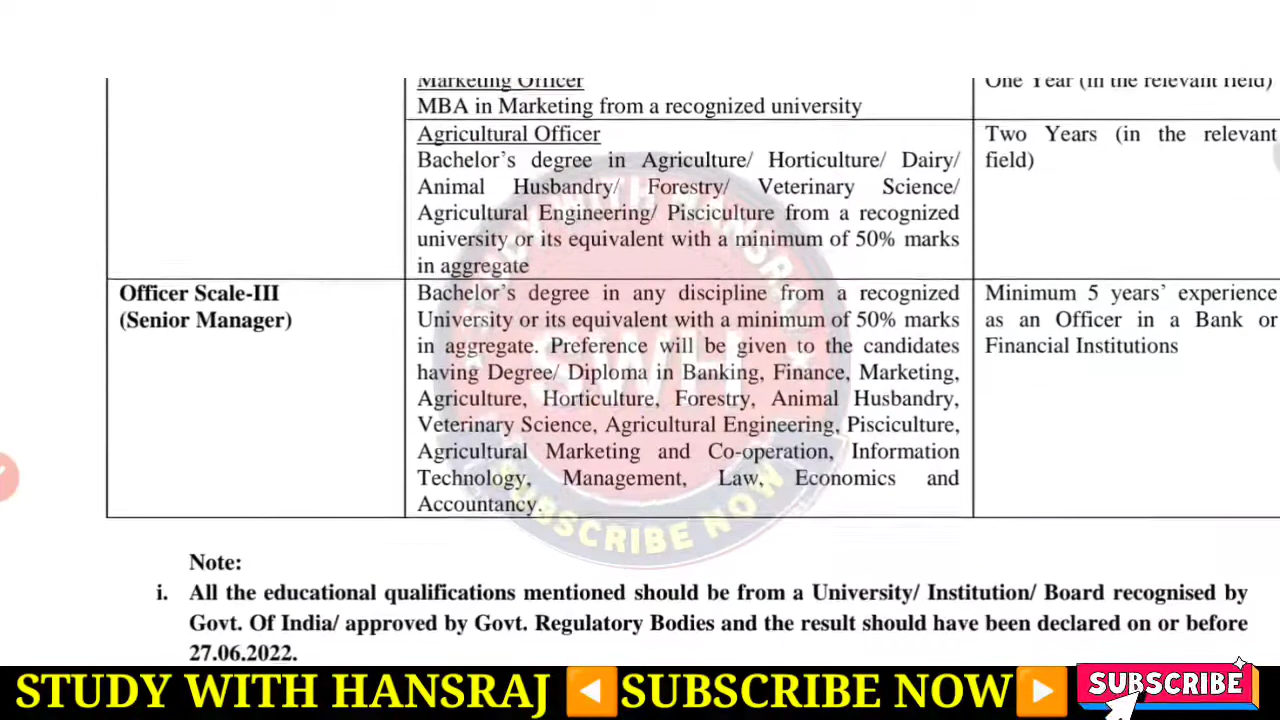 Marketing Officer
One Year (in the relevant field)
MBA in Marketing from a recognized university
Agricultural Officer
Bachelor's degree in Agriculture/ Horticulture/ Dairy/
Animal Husbandry/ Forestry/ Veterinary Science/
Agricultural Engineering/ Pisciculture from a recognized
university or its equivalent with a minimum of 50% marks
in aggregate
Two Years (in the relevant
field)
Officer Scale-III
(Senior Manager)
Bachelor's degree in any discipline from a recognized
University or its equivalent with a minimum of 50% marks
in aggregate. Preference will be given to the candidates
having Degree/ Diploma in Banking, Finance, Marketing,
Agriculture, Horticulture, Forestry, Animal Husbandry,
Veterinary Science, Agricultural Engineering, Pisciculture,
Agricultural Marketing and Co-operation, Information
Technology, Management, Law, Economics and
Accountancy.
Minimum 5 years' experience
as an Officer in a Bank or
Financial Institutions
STUDY WITH HANSRAJ
SWH
SUBSCRIBE NOW
Note:
i. All the educational qualifications mentioned should be from a University/ Institution/ Board recognised by
Govt. Of India/ approved by Govt. Regulatory Bodies and the result should have been declared on or before
27.06.2022.
STUDY WITH HANSRAJ SUBSCRIBE NOW SUBSCRIBE